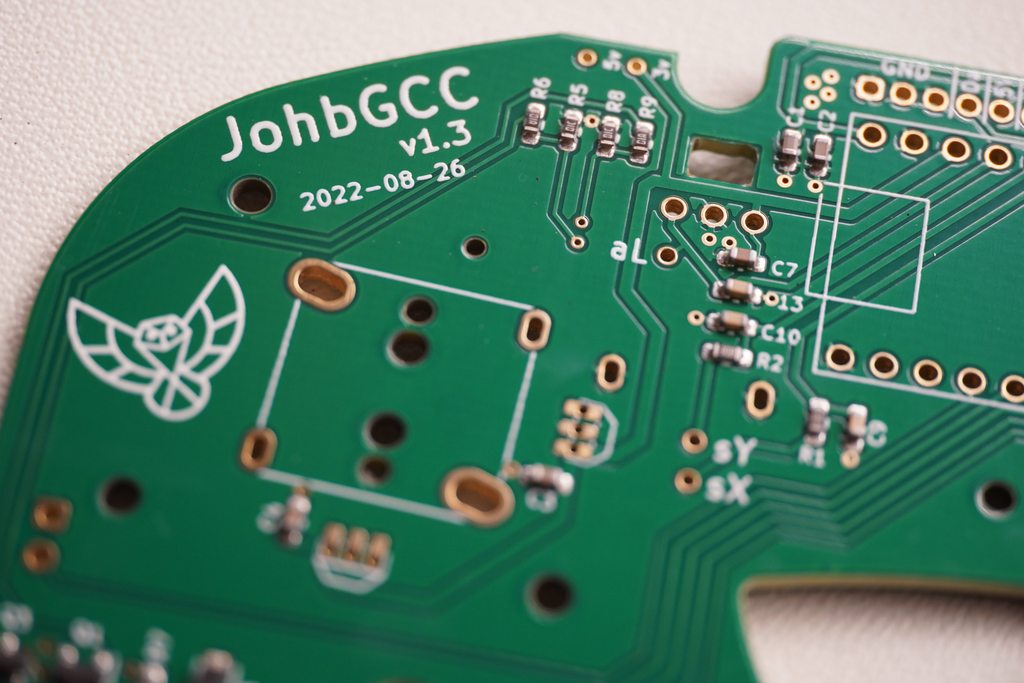 JohbGCC
v1.3
2022-08-26
R6
R5
R8
R9
5v
3v
GND
C1
C2
aL
C7
13
C10
R2
sY
sX
R1